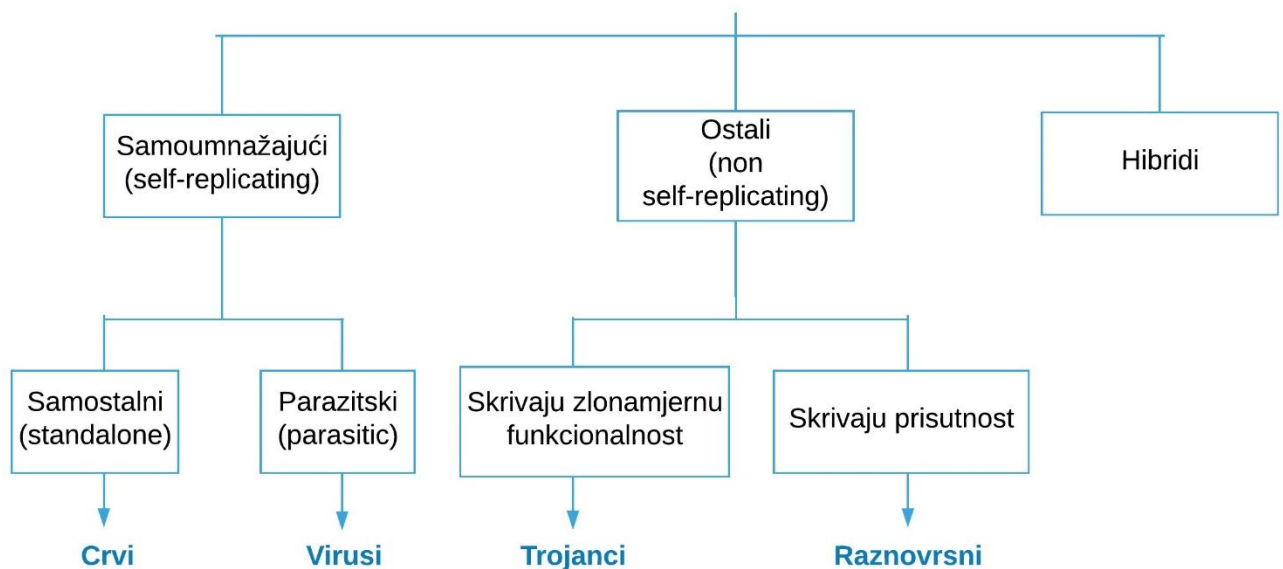 Samoumnažajući
(self-replicating)
Ostali
(non
self-replicating)
Hibridi
Samostalni
(standalone)
Parazitski
(parasitic)
Skrivaju zlonamjernu
funkcionalnost
Skrivaju prisutnost
Crvi
Virusi
Trojanci
Raznovrsni